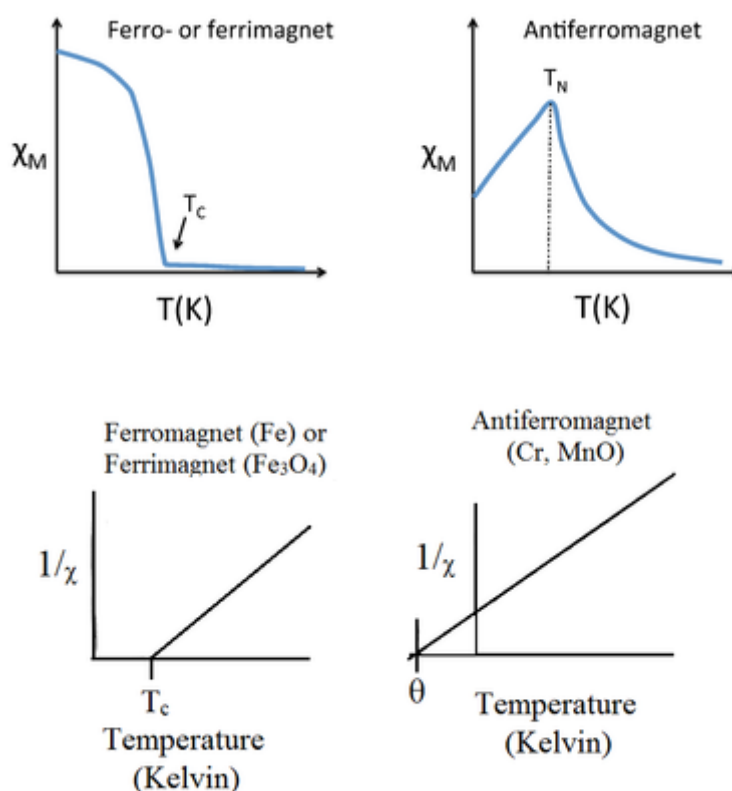 Ferro- or ferrimagnet
χM
TC
T(K)
Antiferromagnet
TN
χM
T(K)
Ferromagnet (Fe) or
Ferrimagnet (Fe₃O₄)
1/χ
Tc
Temperature
(Kelvin)
Antiferromagnet
(Cr, MnO)
1/χ
θ
Temperature
(Kelvin)